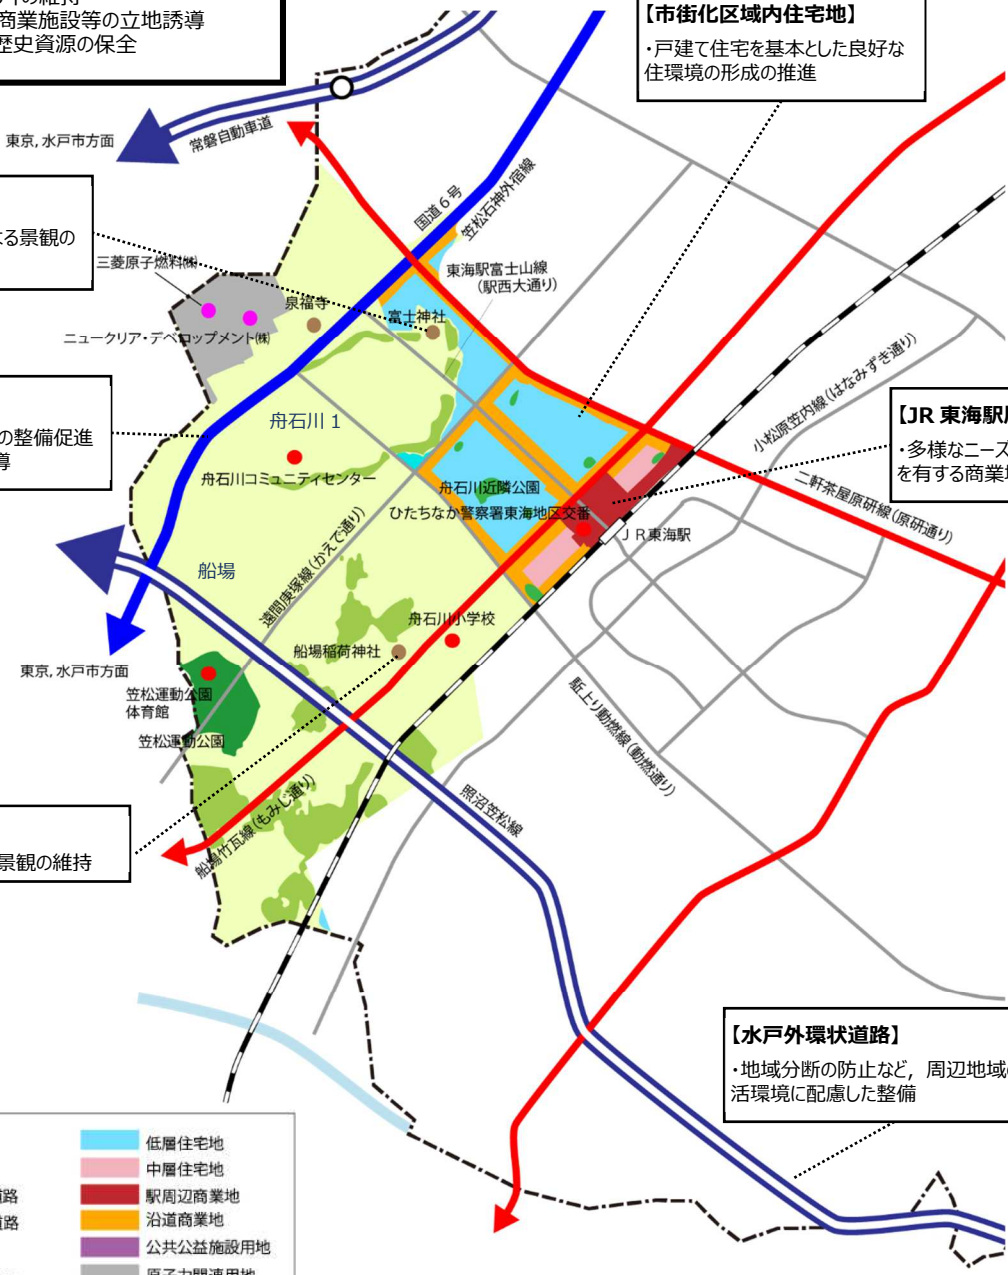 の維持
商業施設等の立地誘導
歴史資源の保全
【市街化区域内住宅地】
・戸建て住宅を基本とした良好な
住環境の形成の推進
東京，水戸市方面
常磐自動車道
国道６号
笠松石神外宿線
る景観の
三菱原子燃料㈱
ニュークリア・デベロップメント㈱
泉福寺
富士神社
東海駅富士山線
（駅西大通り）
小松原笠内線（はなみずき通り）
の整備促進
導
舟石川１
舟石川コミュニティセンター
舟石川近隣公園
ひたちなか警察署東海地区交番
【JR 東海駅
・多様なニーズ
を有する商業
二軒茶屋原研線（原研通り）
ＪＲ東海駅
船場
遠間庚塚線（かえで通り）
舟石川小学校
船場稲荷神社
東京，水戸市方面
笠松運動公園
体育館
笠松運動公園
駈上り動燃線（動燃通り）
照沼笠松線
船場竹瓦線（もみじ通り）
景観の維持
【水戸外環状道路】
・地域分断の防止など，周辺地域
活環境に配慮した整備
低層住宅地
中層住宅地
道路
駅周辺商業地
道路
沿道商業地
公共公益施設用地
原子力関連用地